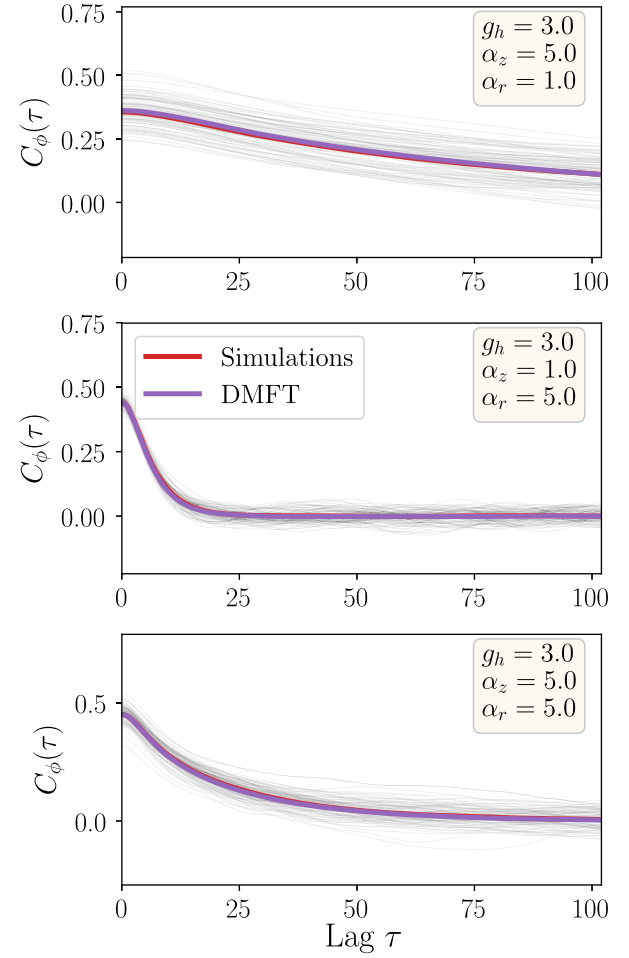 0.75
0.50
0.25
0.00
C_ϕ(τ)
g_h = 3.0
α_z = 5.0
α_r = 1.0
0 25 50 75 100
0.75
0.50
0.25
0.00
C_ϕ(τ)
Simulations
DMFT
g_h = 3.0
α_z = 1.0
α_r = 5.0
0 25 50 75 100
0.5
0.0
C_ϕ(τ)
g_h = 3.0
α_z = 5.0
α_r = 5.0
0 25 50 75 100
Lag τ